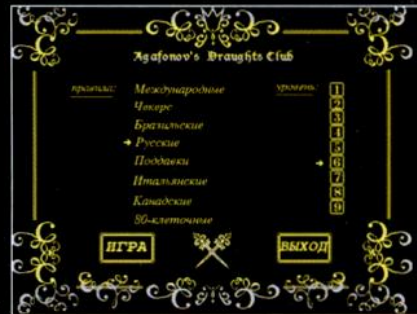 Agafonov's Draughts Club
правила:
Международные
Чекерс
Бразильские
Русские
Поддавки
Итальянские
Канадские
80-клеточные
уровень:
1
2
3
4
5
6
7
8
9
ИГРА
ВЫХОД